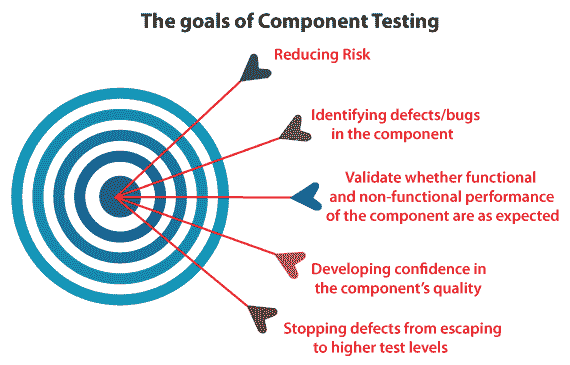 The goals of Component Testing
Reducing Risk
Identifying defects/bugs
in the component
Validate whether functional
and non-functional performance
of the component are as expected
Developing confidence in
the component's quality
Stopping defects from escaping
to higher test levels